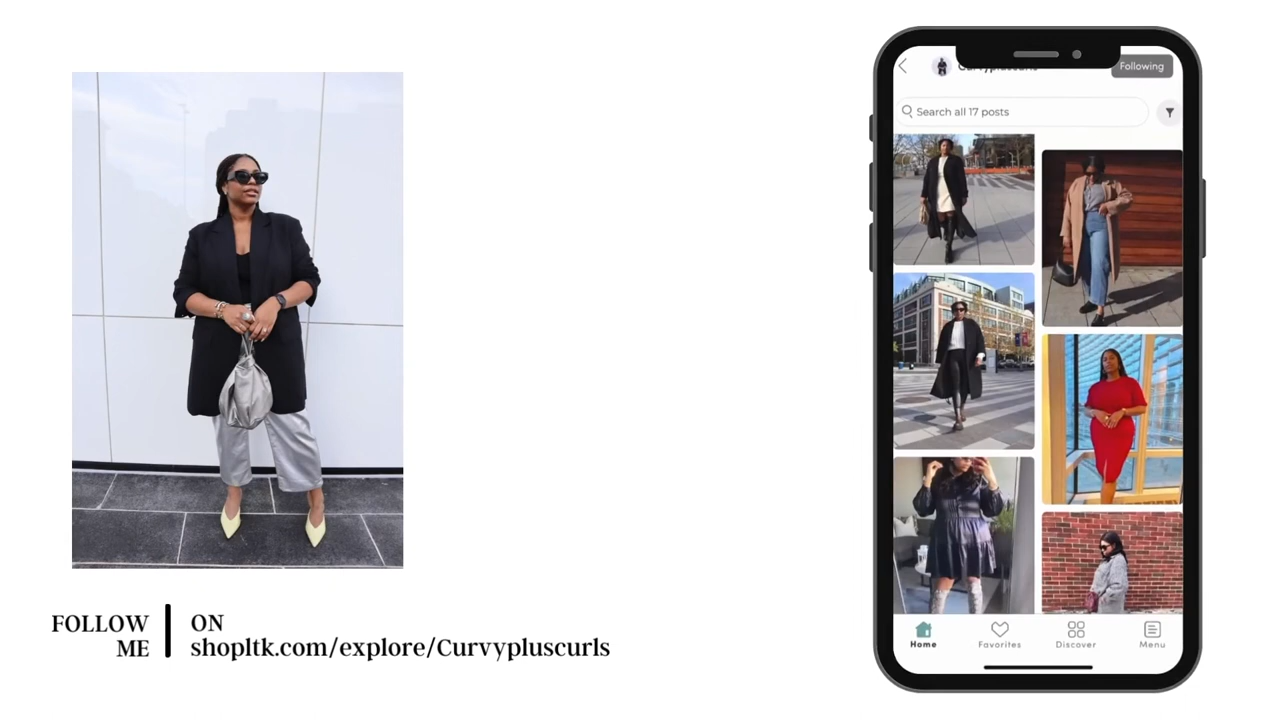 FOLLOW
ME
ON
shopltk.com/explore/Curvypluscurls
Following
Search all 17 posts
Home
Favorites
Discover
Menu